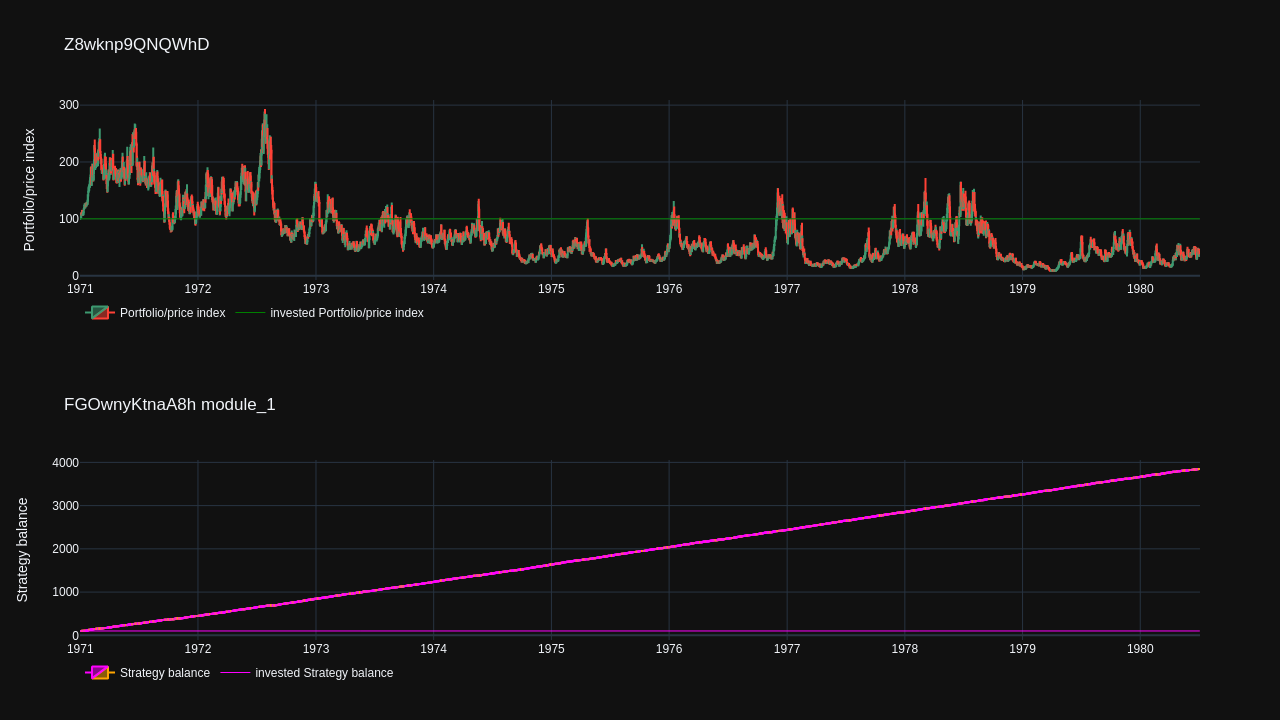 Z8wknp9QNQWhD
Portfolio/price index
300
200
100
0
1971 1972 1973 1974 1975 1976 1977 1978 1979 1980
Portfolio/price index invested Portfolio/price index
FGOwnyKtnaA8h module_1
Strategy balance
4000
3000
2000
1000
0
1971 1972 1973 1974 1975 1976 1977 1978 1979 1980
Strategy balance invested Strategy balance